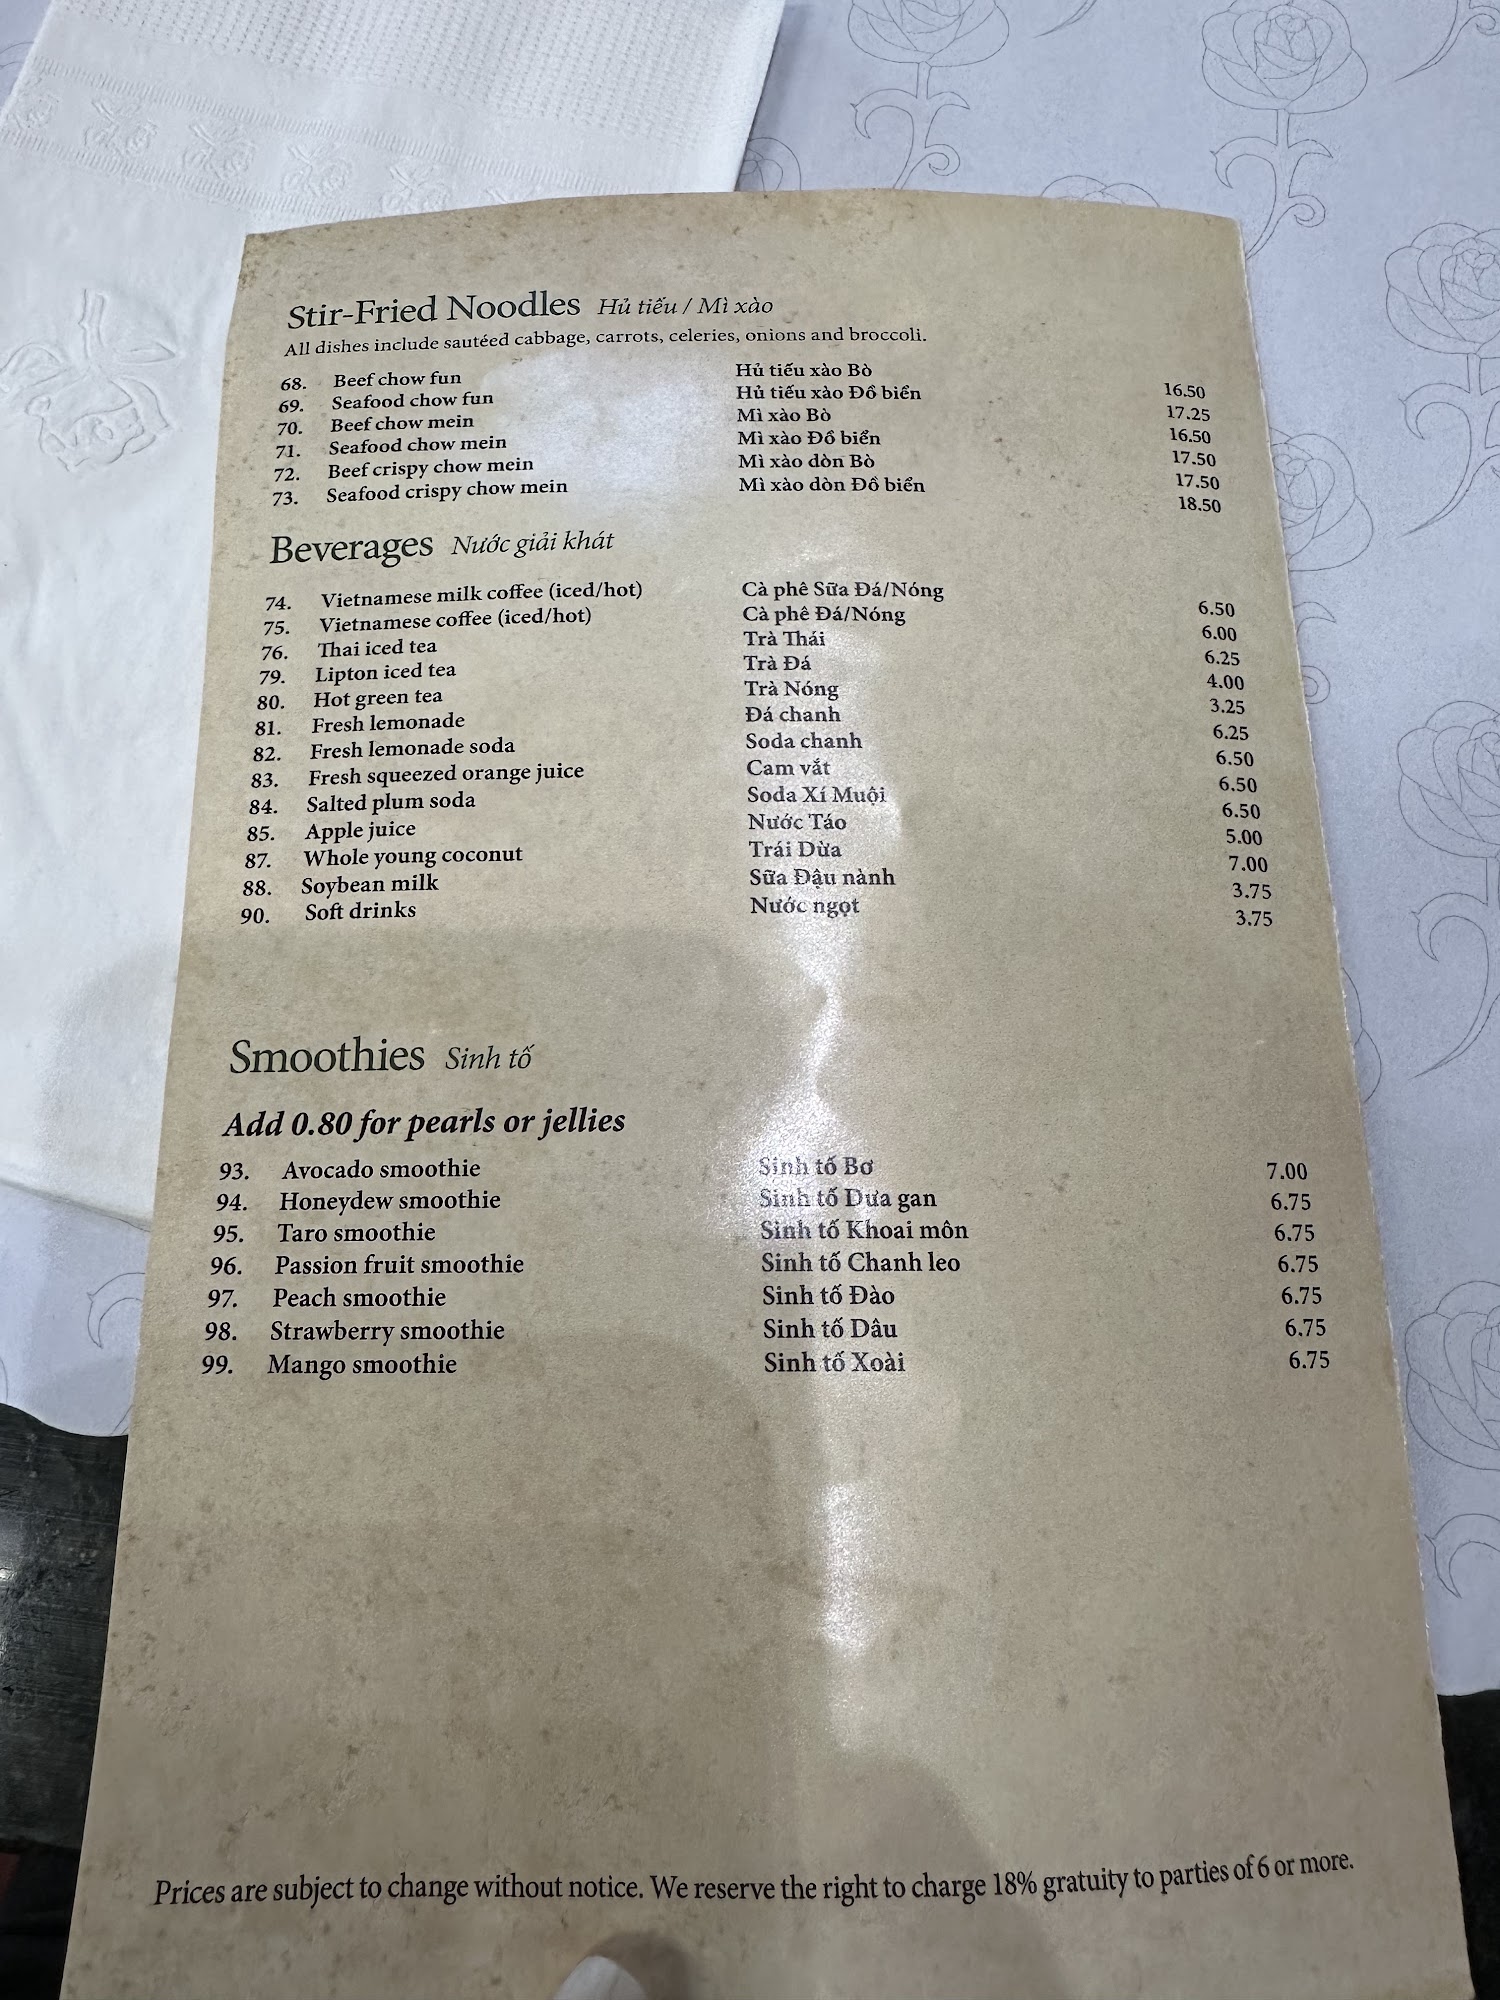 Stir-Fried Noodles Hủ tiếu / Mì xào
All dishes include sautéed cabbage, carrots, celeries, onions and broccoli.
68. Beef chow fun Hủ tiếu xào Bò 16.50
69. Seafood chow fun Hủ tiếu xào Đồ biển 17.25
70. Beef chow mein Mì xào Bò 16.50
71. Seafood chow mein Mì xào Đồ biển 17.50
72. Beef crispy chow mein Mì xào dòn Bò 17.50
73. Seafood crispy chow mein Mì xào dòn Đồ biển 18.50
Beverages Nước giải khát
74. Vietnamese milk coffee (iced/hot) Cà phê Sữa Đá/Nóng 6.50
75. Vietnamese coffee (iced/hot) Cà phê Đá/Nóng 6.00
76. Thai iced tea Trà Thái 6.25
79. Lipton iced tea Trà Đá 4.00
80. Hot green tea Trà Nóng 3.25
81. Fresh lemonade Đá chanh 6.25
82. Fresh lemonade soda Soda chanh 6.50
83. Fresh squeezed orange juice Cam vắt 6.50
84. Salted plum soda Soda Xí Muội 6.50
85. Apple juice Nước Táo 5.00
87. Whole young coconut Trái Dừa 7.00
88. Soybean milk Sữa Đậu nành 3.75
90. Soft drinks Nước ngọt 3.75
Smoothies Sinh tố
Add 0.80 for pearls or jellies
93. Avocado smoothie Sinh tố Bơ 7.00
94. Honeydew smoothie Sinh tố Dưa gan 6.75
95. Taro smoothie Sinh tố Khoai môn 6.75
96. Passion fruit smoothie Sinh tố Chanh leo 6.75
97. Peach smoothie Sinh tố Đào 6.75
98. Strawberry smoothie Sinh tố Dâu 6.75
99. Mango smoothie Sinh tố Xoài 6.75
Prices are subject to change without notice. We reserve the right to charge 18% gratuity to parties of 6 or more.